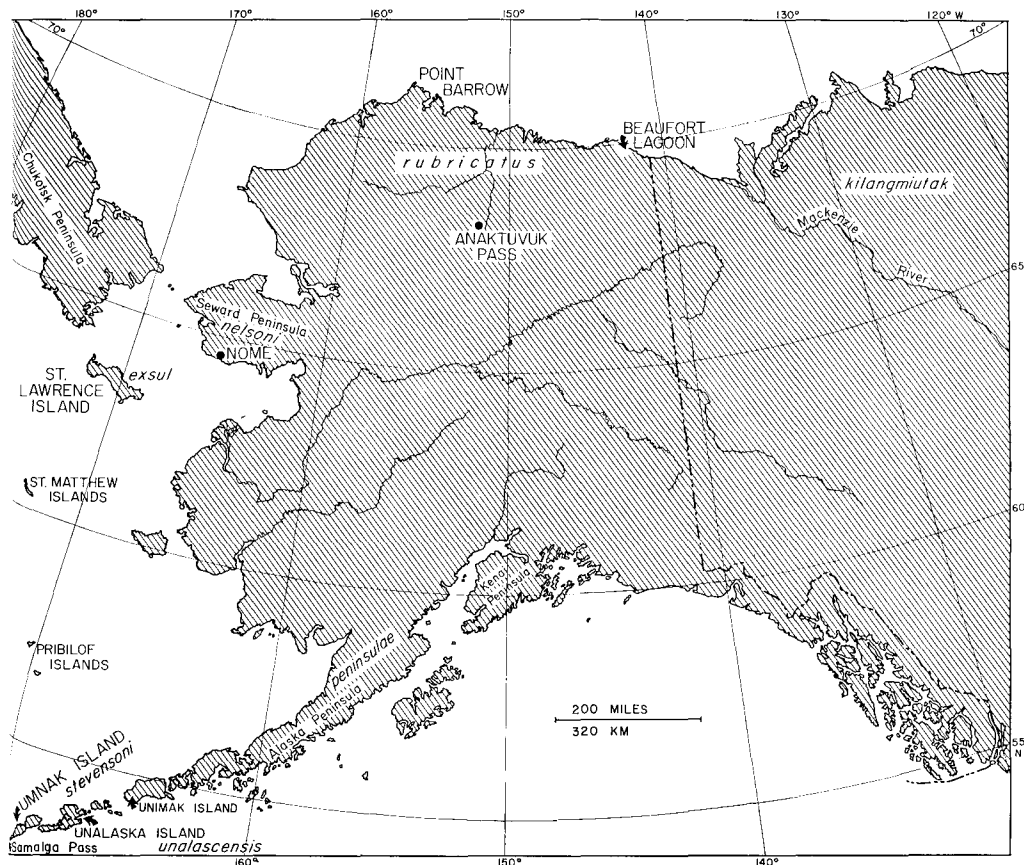 180°
170°
160°
150°
140°
130°
120° W
70°
70°
POINT
BARROW
BEAUFORT
LAGOON
rubricatus
kilangmiutak
Chukotsk Peninsula
Mackenzie
River
ANAKTUVUK
PASS
65
Seward Peninsula
nelsoni
NOME
ST.
LAWRENCE
ISLAND
exsul
ST. MATTHEW
ISLANDS
60
Kenai
Peninsula
PRIBILOF
ISLANDS
peninsulae
Alaska Peninsula
200 MILES
320 KM
55
N
UMNAK ISLAND
stevensoni
UNIMAK ISLAND
UNALASKA ISLAND
unalascensis
Samalga Pass
160°
150°
140°